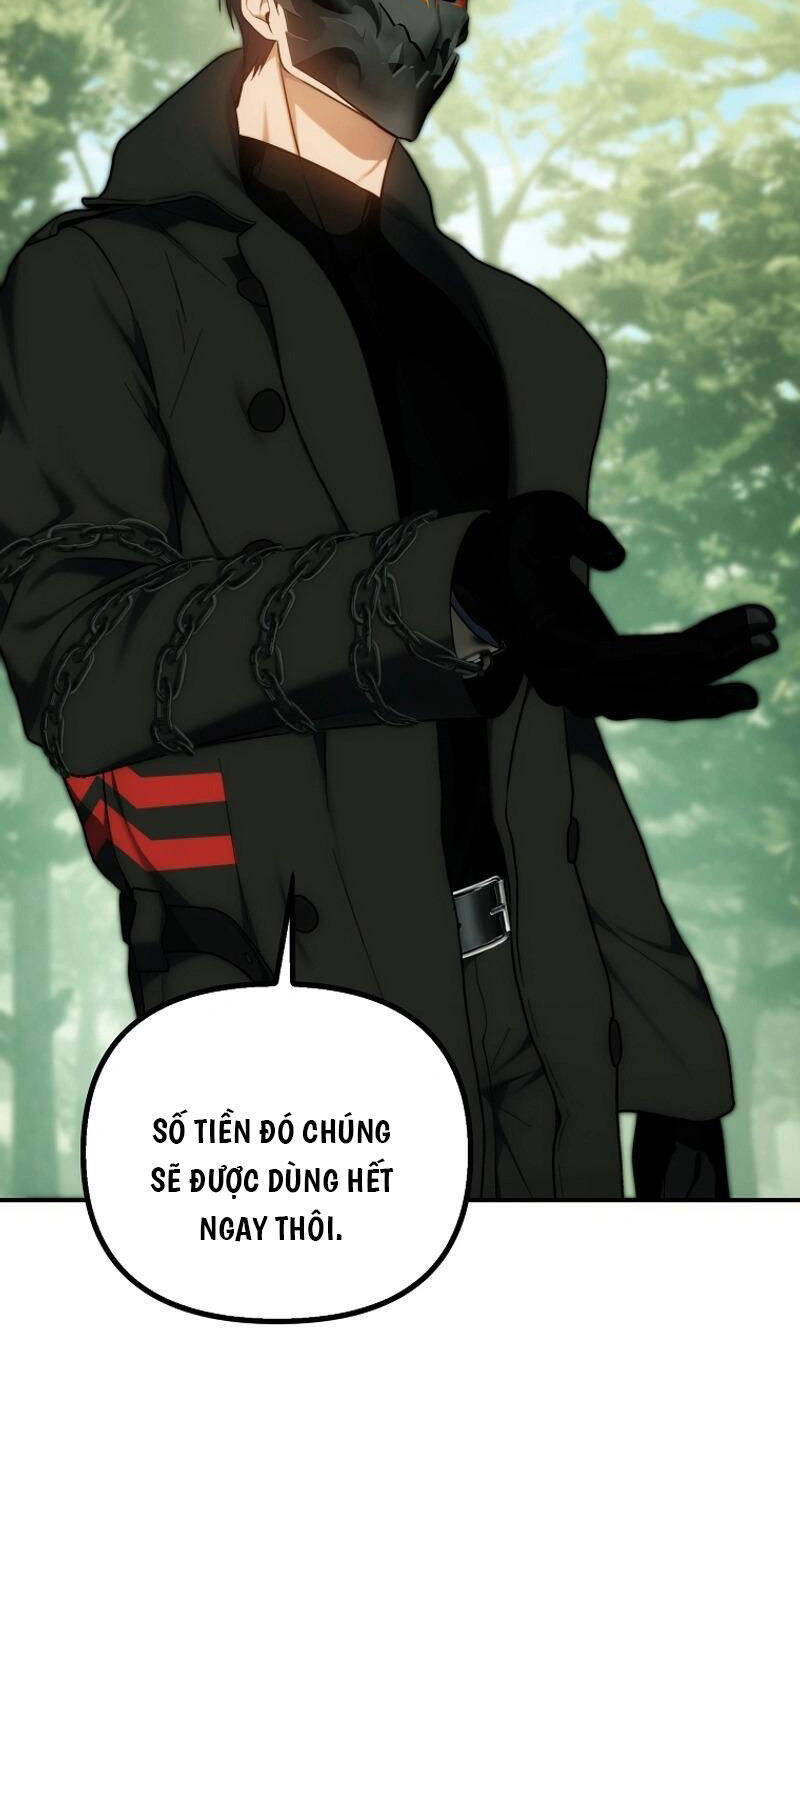 SỐ TIỀN ĐÓ CHÚNG
SẼ ĐƯỢC DÙNG HẾT
NGAY THÔI.